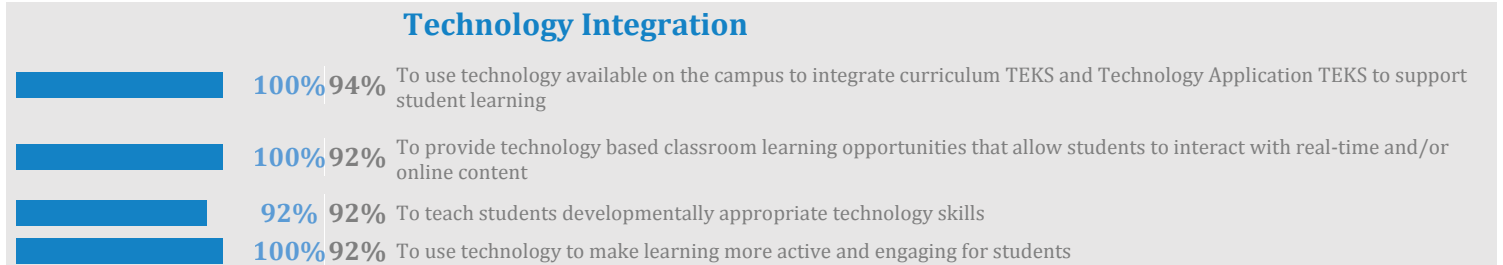 Technology Integration
100% 94% To use technology available on the campus to integrate curriculum TEKS and Technology Application TEKS to support
student learning
100% 92% To provide technology based classroom learning opportunities that allow students to interact with real-time and/or
online content
92% 92% To teach students developmentally appropriate technology skills
100% 92% To use technology to make learning more active and engaging for students